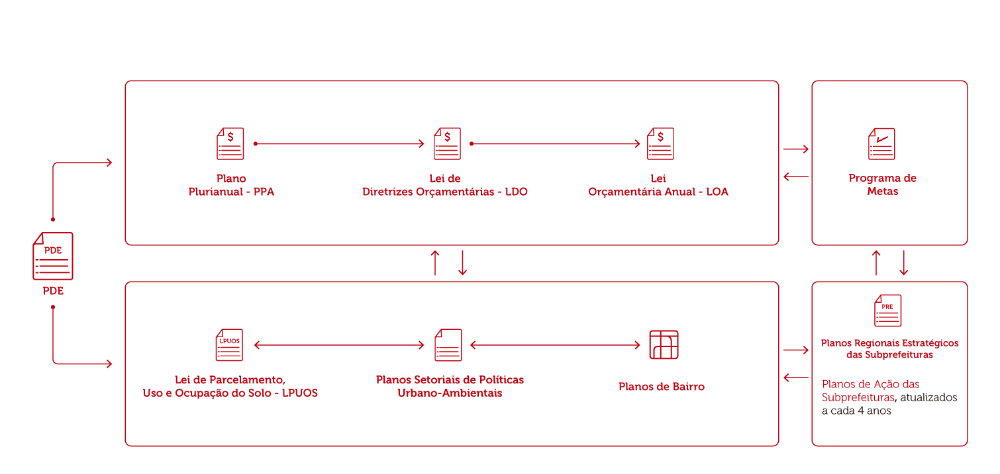 $
$
$
Plano
Plurianual - PPA
Lei de
Diretrizes Orçamentárias - LDO
Lei
Orçamentária Anual - LOA
Programa de
Metas
PDE
PDE
LPUOS
Lei de Parcelamento,
Uso e Ocupação do Solo - LPUOS
Planos Setoriais de Políticas
Urbano-Ambientais
Planos de Bairro
PRE
Planos Regionais Estratégicos
das Subprefeituras
Planos de Ação das
Subprefeituras, atualizados
a cada 4 anos